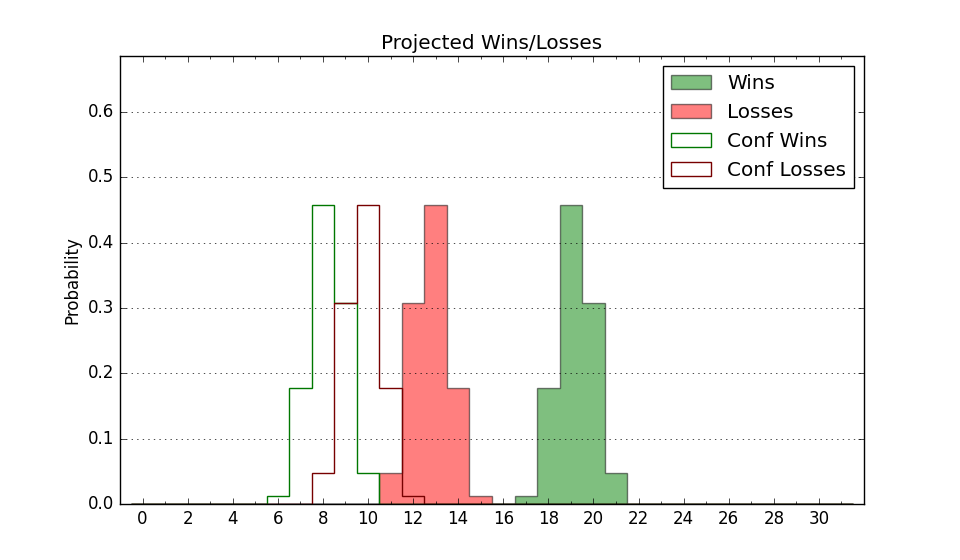 Projected Wins/Losses
Wins
Losses
Conf Wins
Conf Losses
Probability
0.6
0.5
0.4
0.3
0.2
0.1
0.0
0 2 4 6 8 10 12 14 16 18 20 22 24 26 28 30